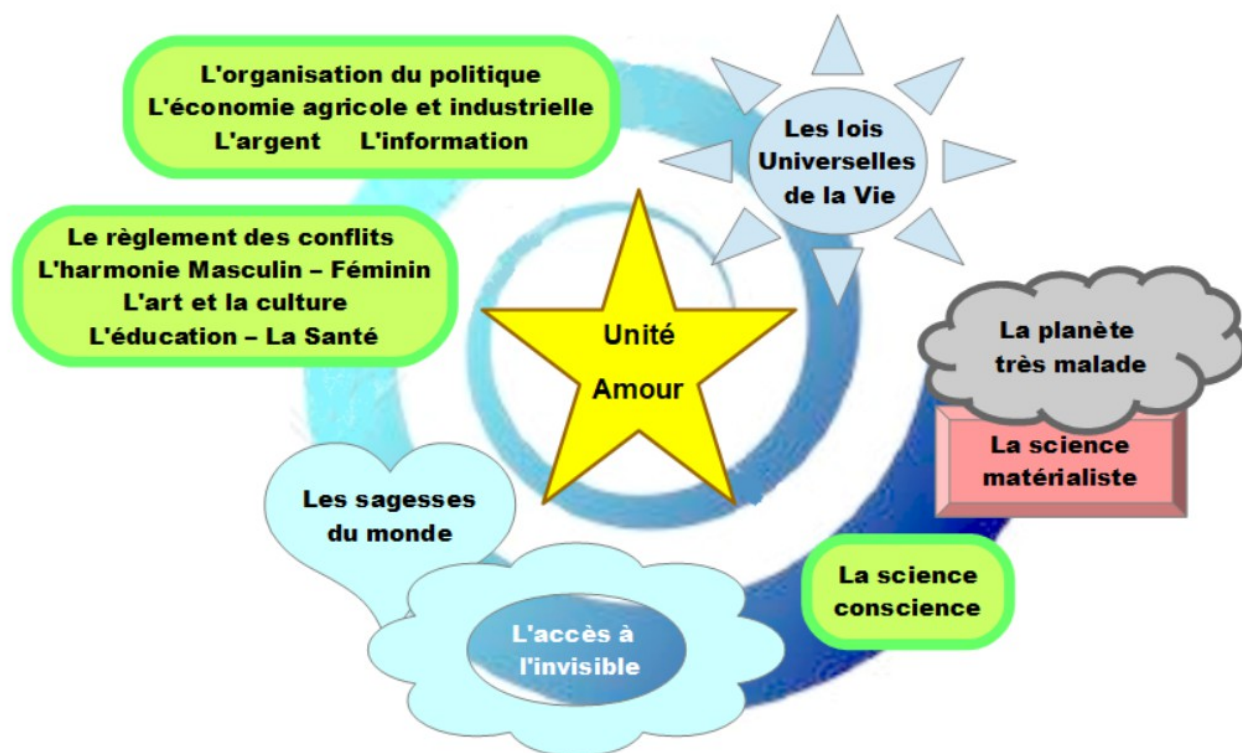 L'organisation du politique
L'économie agricole et industrielle
L'argent L'information
Les lois
Universelles
de la Vie
Le règlement des conflits
L'harmonie Masculin – Féminin
L'art et la culture
L'éducation – La Santé
Unité
Amour
La planète
très malade
La science
matérialiste
Les sagesses
du monde
La science
conscience
L'accès à
l'invisible